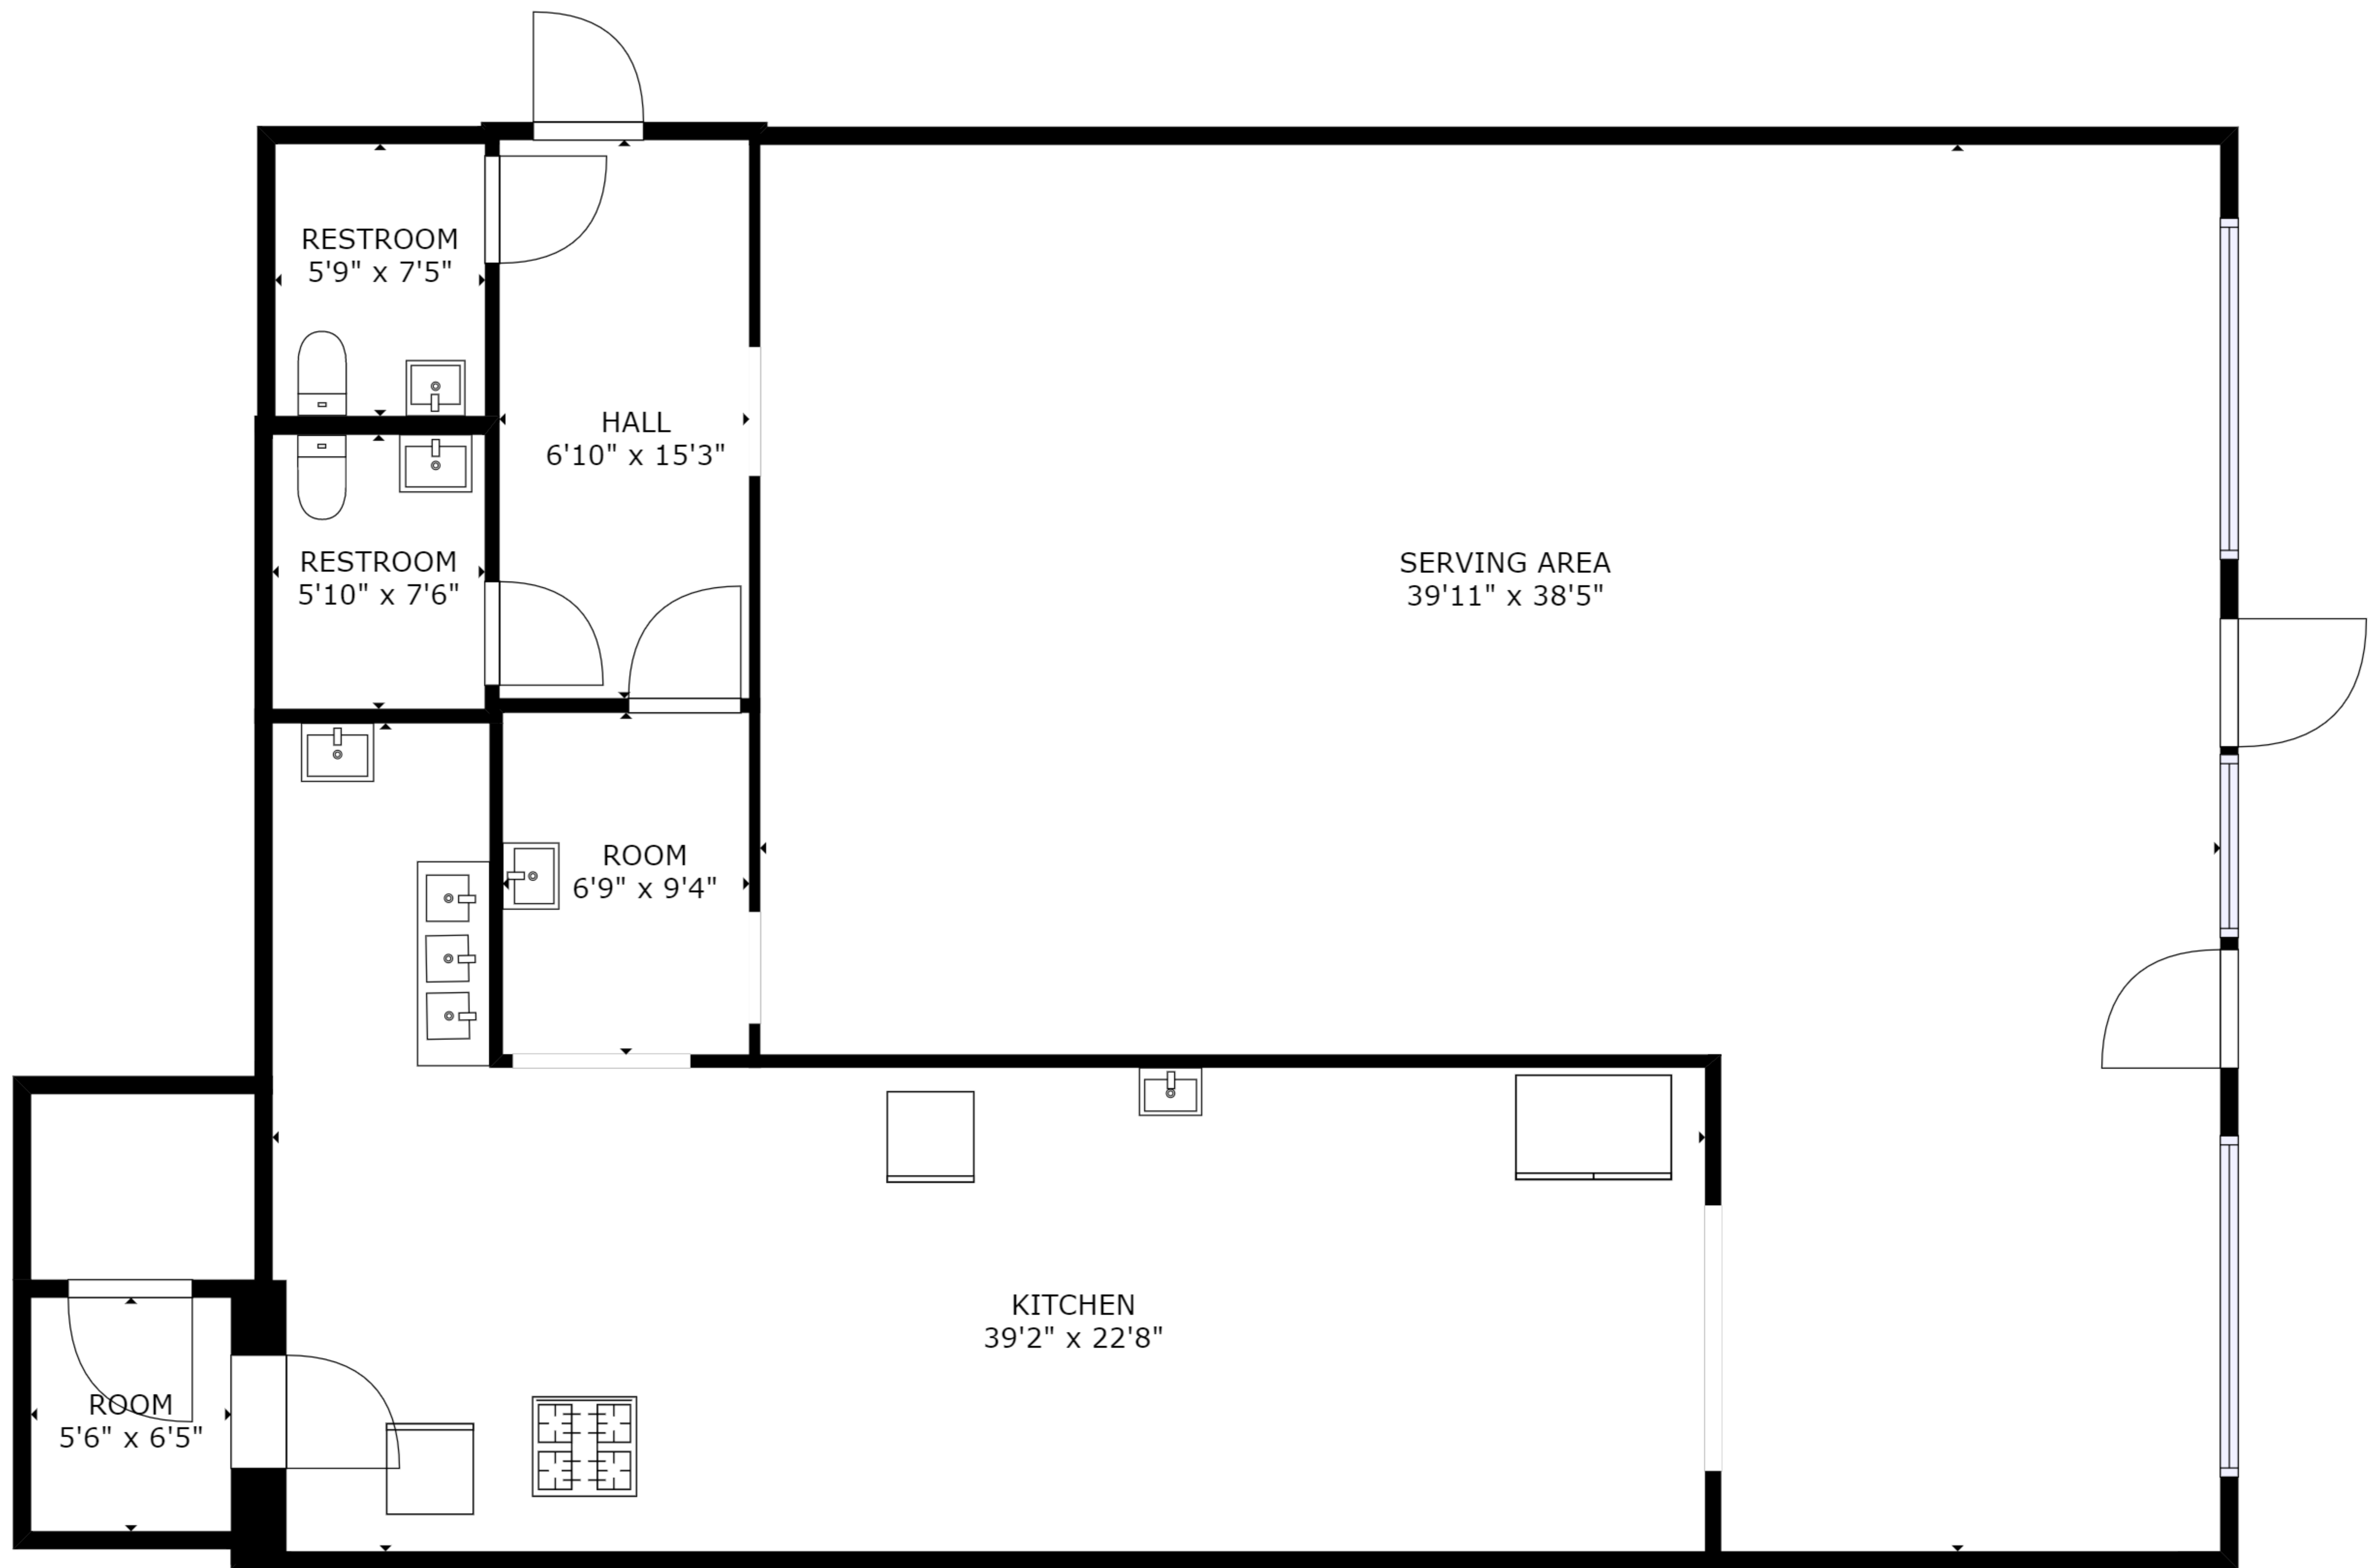 RESTROOM
5'9" x 7'5"
HALL
6'10" x 15'3"
RESTROOM
5'10" x 7'6"
SERVING AREA
39'11" x 38'5"
ROOM
6'9" x 9'4"
KITCHEN
39'2" x 22'8"
ROOM
5'6" x 6'5"